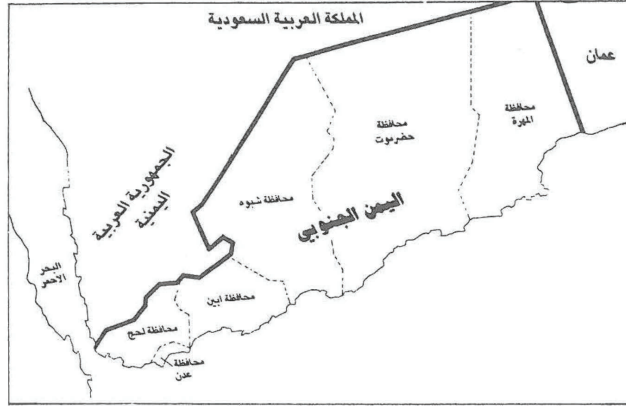 المملكة العربية السعودية
عمان
محافظة
المهرة
محافظة
حضرموت
الجمهورية العربية
اليمنية
محافظة شبوه
اليمن الجنوبي
البحر
الاحمر
محافظة ابين
محافظة لحج
محافظة
عدن